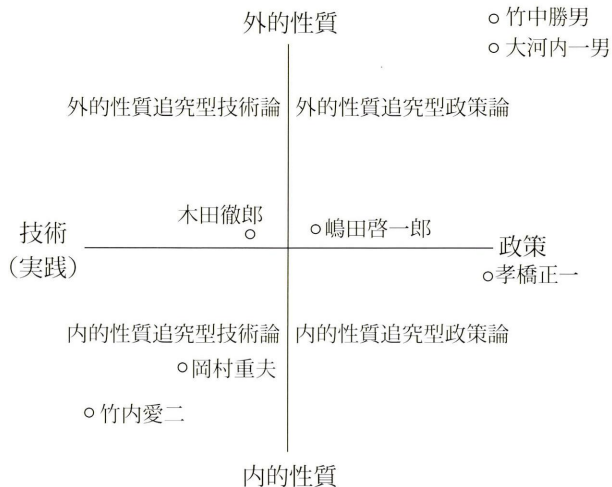 外的性質
竹中勝男
大河内一男
外的性質追究型技術論
外的性質追究型政策論
木田徹郎
嶋田啓一郎
技術
(実践)
政策
孝橋正一
内的性質追究型技術論
内的性質追究型政策論
岡村重夫
竹内愛二
内的性質